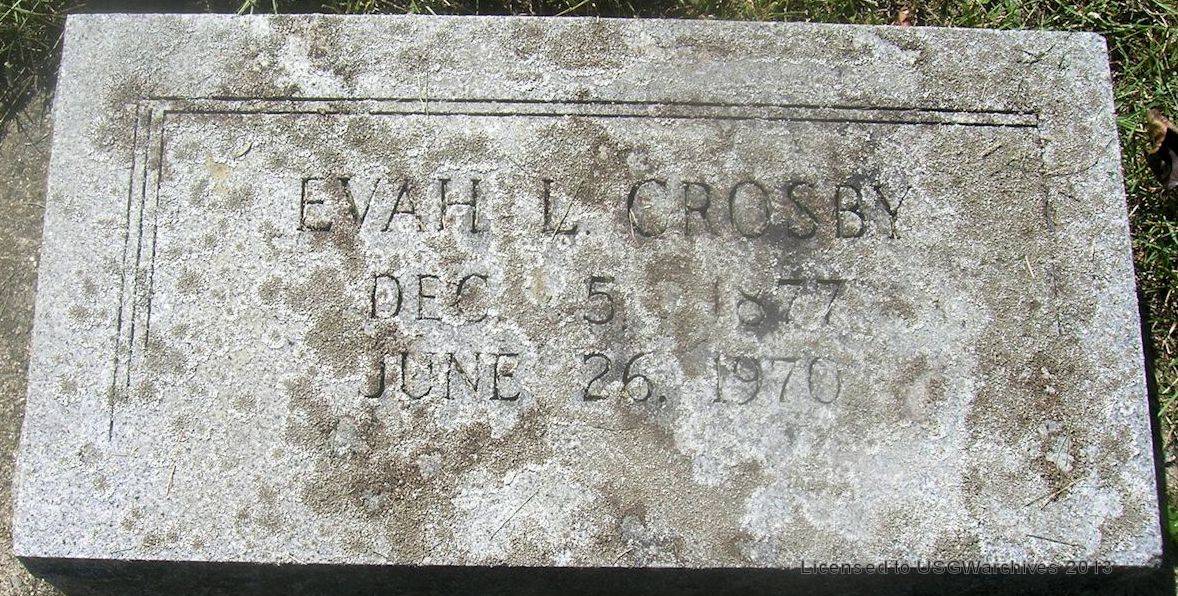 EVAH L. CROSBY
DEC. 5, 1877
JUNE 26, 1970
Licensed to USGWarchives 2013